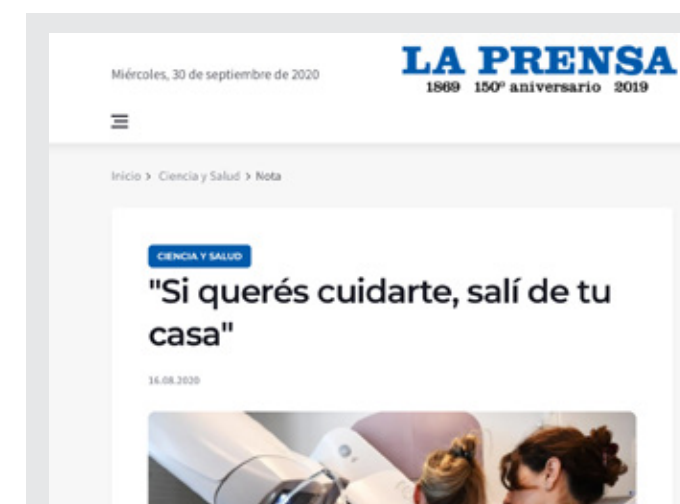 Miércoles, 30 de septiembre de 2020
LA PRENSA
1869 150º aniversario 2019
Inicio > Ciencia y Salud > Nota
CIENCIA Y SALUD
"Si querés cuidarte, salí de tu
casa"
16.08.2020